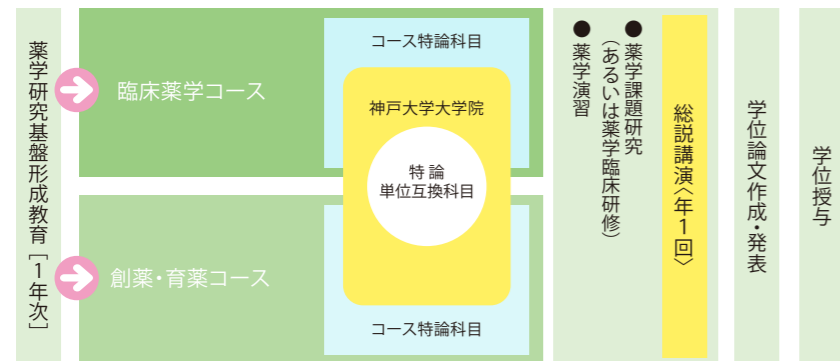 薬学研究基盤形成教育［1年次］
臨床薬学コース
創薬・育薬コース
コース特論科目
神戸大学大学院
特 論
単位互換科目
コース特論科目
●薬学課題研究
（あるいは薬学臨床研修）
●薬学演習
総説講演〈年1回〉
学位論文作成・発表
学位授与